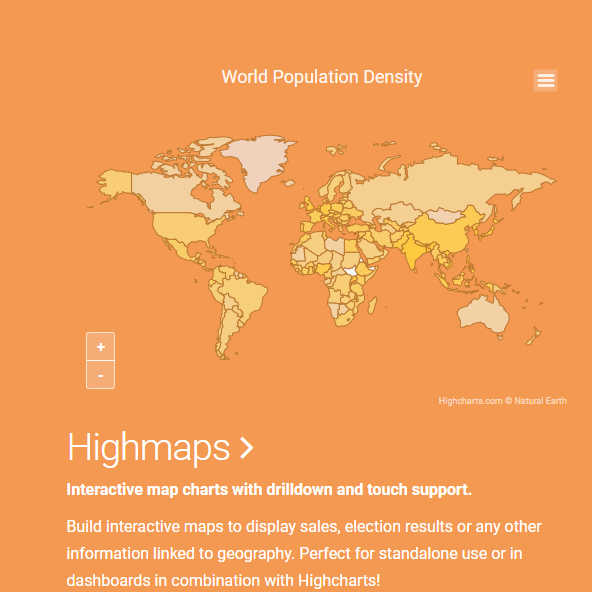 World Population Density
+
-
Highcharts.com © Natural Earth
Highmaps
Interactive map charts with drilldown and touch support.
Build interactive maps to display sales, election results or any other
information linked to geography. Perfect for standalone use or in
dashboards in combination with Highcharts!